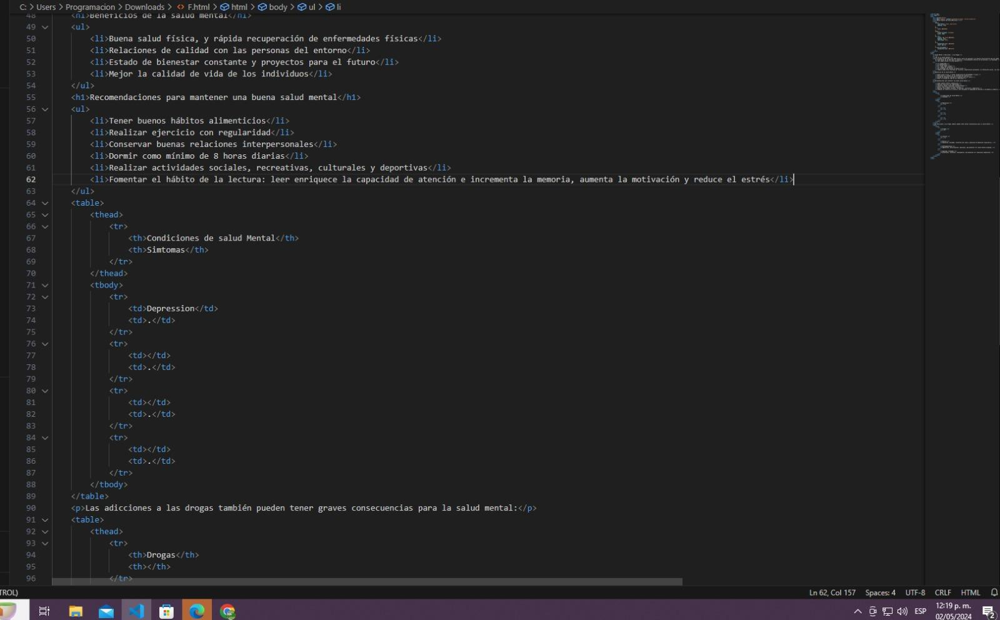 C: > Users > Programacion > Downloads > <> F.html > html > body > ul > li
48 <h1>Beneficios de la salud mental</h1>
49 <ul>
50 <li>Buena salud física, y rápida recuperación de enfermedades físicas</li>
51 <li>Relaciones de calidad con las personas del entorno</li>
52 <li>Estado de bienestar constante y proyectos para el futuro</li>
53 <li>Mejor la calidad de vida de los individuos</li>
54 </ul>
55 <h1>Recomendaciones para mantener una buena salud mental</h1>
56 <ul>
57 <li>Tener buenos hábitos alimenticios</li>
58 <li>Realizar ejercicio con regularidad</li>
59 <li>Conservar buenas relaciones interpersonales</li>
60 <li>Dormir como mínimo de 8 horas diarias</li>
61 <li>Realizar actividades sociales, recreativas, culturales y deportivas</li>
62 <li>Fomentar el hábito de la lectura: leer enriquece la capacidad de atención e incrementa la memoria, aumenta la motivación y reduce el estrés</li>
63 </ul>
64 <table>
65 <thead>
66 <tr>
67 <th>Condiciones de salud Mental</th>
68 <th>Simtomas</th>
69 </tr>
70 </thead>
71 <tbody>
72 <tr>
73 <td>Depression</td>
74 <td>.</td>
75 </tr>
76 <tr>
77 <td></td>
78 <td>.</td>
79 </tr>
80 <tr>
81 <td></td>
82 <td>.</td>
83 </tr>
84 <tr>
85 <td></td>
86 <td>.</td>
87 </tr>
88 </tbody>
89 </table>
90 <p>Las adicciones a las drogas también pueden tener graves consecuencias para la salud mental:</p>
91 <table>
92 <thead>
93 <tr>
94 <th>Drogas</th>
95 <th></th>
96 </tr>
TROL) Ln 62, Col 157 Spaces: 4 UTF-8 CRLF HTML
ESP 12:19 p. m.
02/05/2024 2